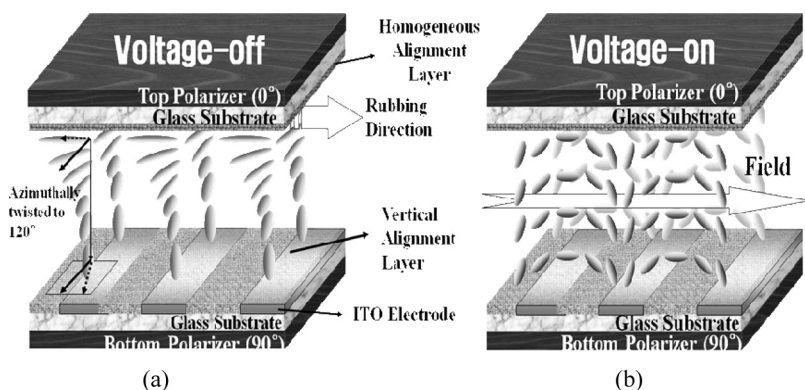 Voltage-off
Top Polarizer (0°)
Glass Substrate
Homogeneous
Alignment
Layer
Rubbing
Direction
Azimuthally
twisted to
120°
Vertical
Alignment
Layer
ITO Electrode
Glass Substrate
Bottom Polarizer (90°)
(a)
Voltage-on
Top Polarizer (0°)
Glass Substrate
Field
Glass Substrate
Bottom Polarizer (90°)
(b)